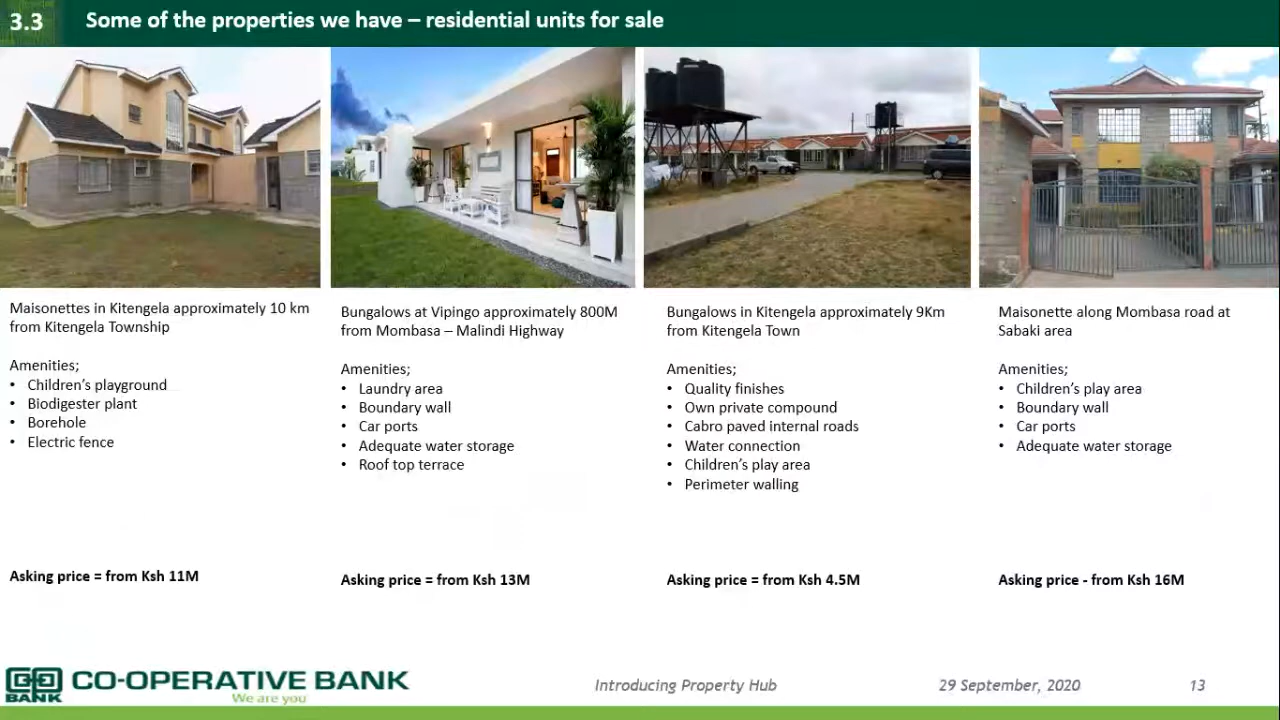 3.3
Some of the properties we have – residential units for sale
Maisonettes in Kitengela approximately 10 km
from Kitengela Township
Amenities;
• Children’s playground
• Biodigester plant
• Borehole
• Electric fence
Asking price = from Ksh 11M
Bungalows at Vipingo approximately 800M
from Mombasa – Malindi Highway
Amenities;
• Laundry area
• Boundary wall
• Car ports
• Adequate water storage
• Roof top terrace
Asking price = from Ksh 13M
Bungalows in Kitengela approximately 9Km
from Kitengela Town
Amenities;
• Quality finishes
• Own private compound
• Cabro paved internal roads
• Water connection
• Children’s play area
• Perimeter walling
Asking price = from Ksh 4.5M
Maisonette along Mombasa road at
Sabaki area
Amenities;
• Children’s play area
• Boundary wall
• Car ports
• Adequate water storage
Asking price - from Ksh 16M
BANK
CO-OPERATIVE BANK
We are you
Introducing Property Hub
29 September, 2020
13